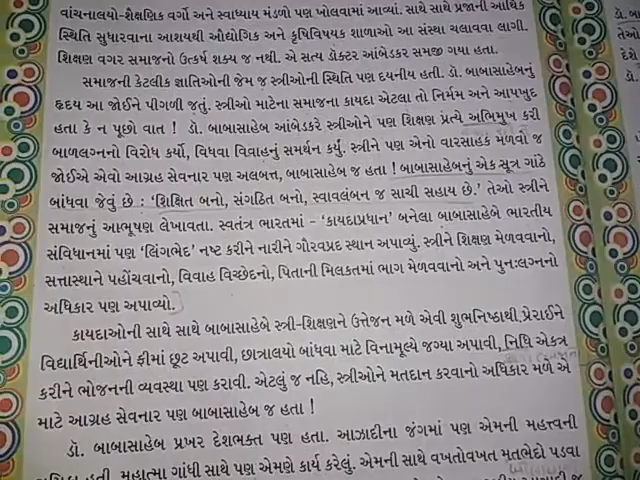 વાંચનાલયો-શૈક્ષણિક વર્ગો અને સ્વાધ્યાય મંડળો પણ ખોલવામાં આવ્યાં. સાથે સાથે પ્રજાની આર્થિક
સ્થિતિ સુધારવાના આશયથી ઔદ્યોગિક અને કૃષિવિષયક શાળાઓ આ સંસ્થા ચલાવવા લાગી.
શિક્ષણ વગર સમાજનો ઉત્કર્ષ શક્ય જ નથી. એ સત્ય ડૉક્ટર આંબેડકર સમજી ગયા હતા.
સમાજની કેટલીક જ્ઞાતિઓની જેમ જ સ્ત્રીઓની સ્થિતિ પણ દયનીય હતી. ડૉ. બાબાસાહેબનું
હૃદય આ જોઈને પીગળી જતું. સ્ત્રીઓ માટેના સમાજના કાયદા એટલા તો નિર્મમ અને આપખુદ
હતા કે ન પૂછો વાત ! ડૉ. બાબાસાહેબ આંબેડકરે સ્ત્રીઓને પણ શિક્ષણ પ્રત્યે અભિમુખ કરી
બાળલગ્નનો વિરોધ કર્યો, વિધવા વિવાહનું સમર્થન કર્યું. સ્ત્રીને પણ એનો વારસાહક મળવો જ
જોઈએ એવો આગ્રહ સેવનાર પણ અલબત્ત, બાબાસાહેબ જ હતા ! બાબાસાહેબનું એક સૂત્ર ગાંઠે
બાંધવા જેવું છે : ‘શિક્ષિત બનો, સંગઠિત બનો, સ્વાવલંબન જ સાચી સહાય છે.’ તેઓ સ્ત્રીને
સમાજનું આભૂષણ લેખાવતા. સ્વતંત્ર ભારતમાં – ‘કાયદાપ્રધાન’ બનેલા બાબાસાહેબે ભારતીય
સંવિધાનમાં પણ ‘લિંગભેદ’ નષ્ટ કરીને નારીને ગૌરવપ્રદ સ્થાન અપાવ્યું. સ્ત્રીને શિક્ષણ મેળવવાનો,
સત્તાસ્થાને પહોંચવાનો, વિવાહ વિચ્છેદનો, પિતાની મિલકતમાં ભાગ મેળવવાનો અને પુનઃલગ્નનો
અધિકાર પણ અપાવ્યો.
કાયદાઓની સાથે સાથે બાબાસાહેબે સ્ત્રી-શિક્ષણને ઉત્તેજન મળે એવી શુભનિષ્ઠાથી પ્રેરાઈને
વિદ્યાર્થિનીઓને ફીમાં છૂટ અપાવી, છાત્રાલયો બાંધવા માટે વિનામૂલ્યે જગ્યા અપાવી, નિધિ એકત્ર
કરીને ભોજનની વ્યવસ્થા પણ કરાવી. એટલું જ નહિ, સ્ત્રીઓને મતદાન કરવાનો અધિકાર મળે એ
માટે આગ્રહ સેવનાર પણ બાબાસાહેબ જ હતા !
ડૉ. બાબાસાહેબ પ્રખર દેશભક્ત પણ હતા. આઝાદીના જંગમાં પણ એમની મહત્ત્વની
હતી. મહાત્મા ગાંધી સાથે પણ એમણે કાર્ય કરેલું. એમની સાથે વખતોવખત મતભેદો પડવા